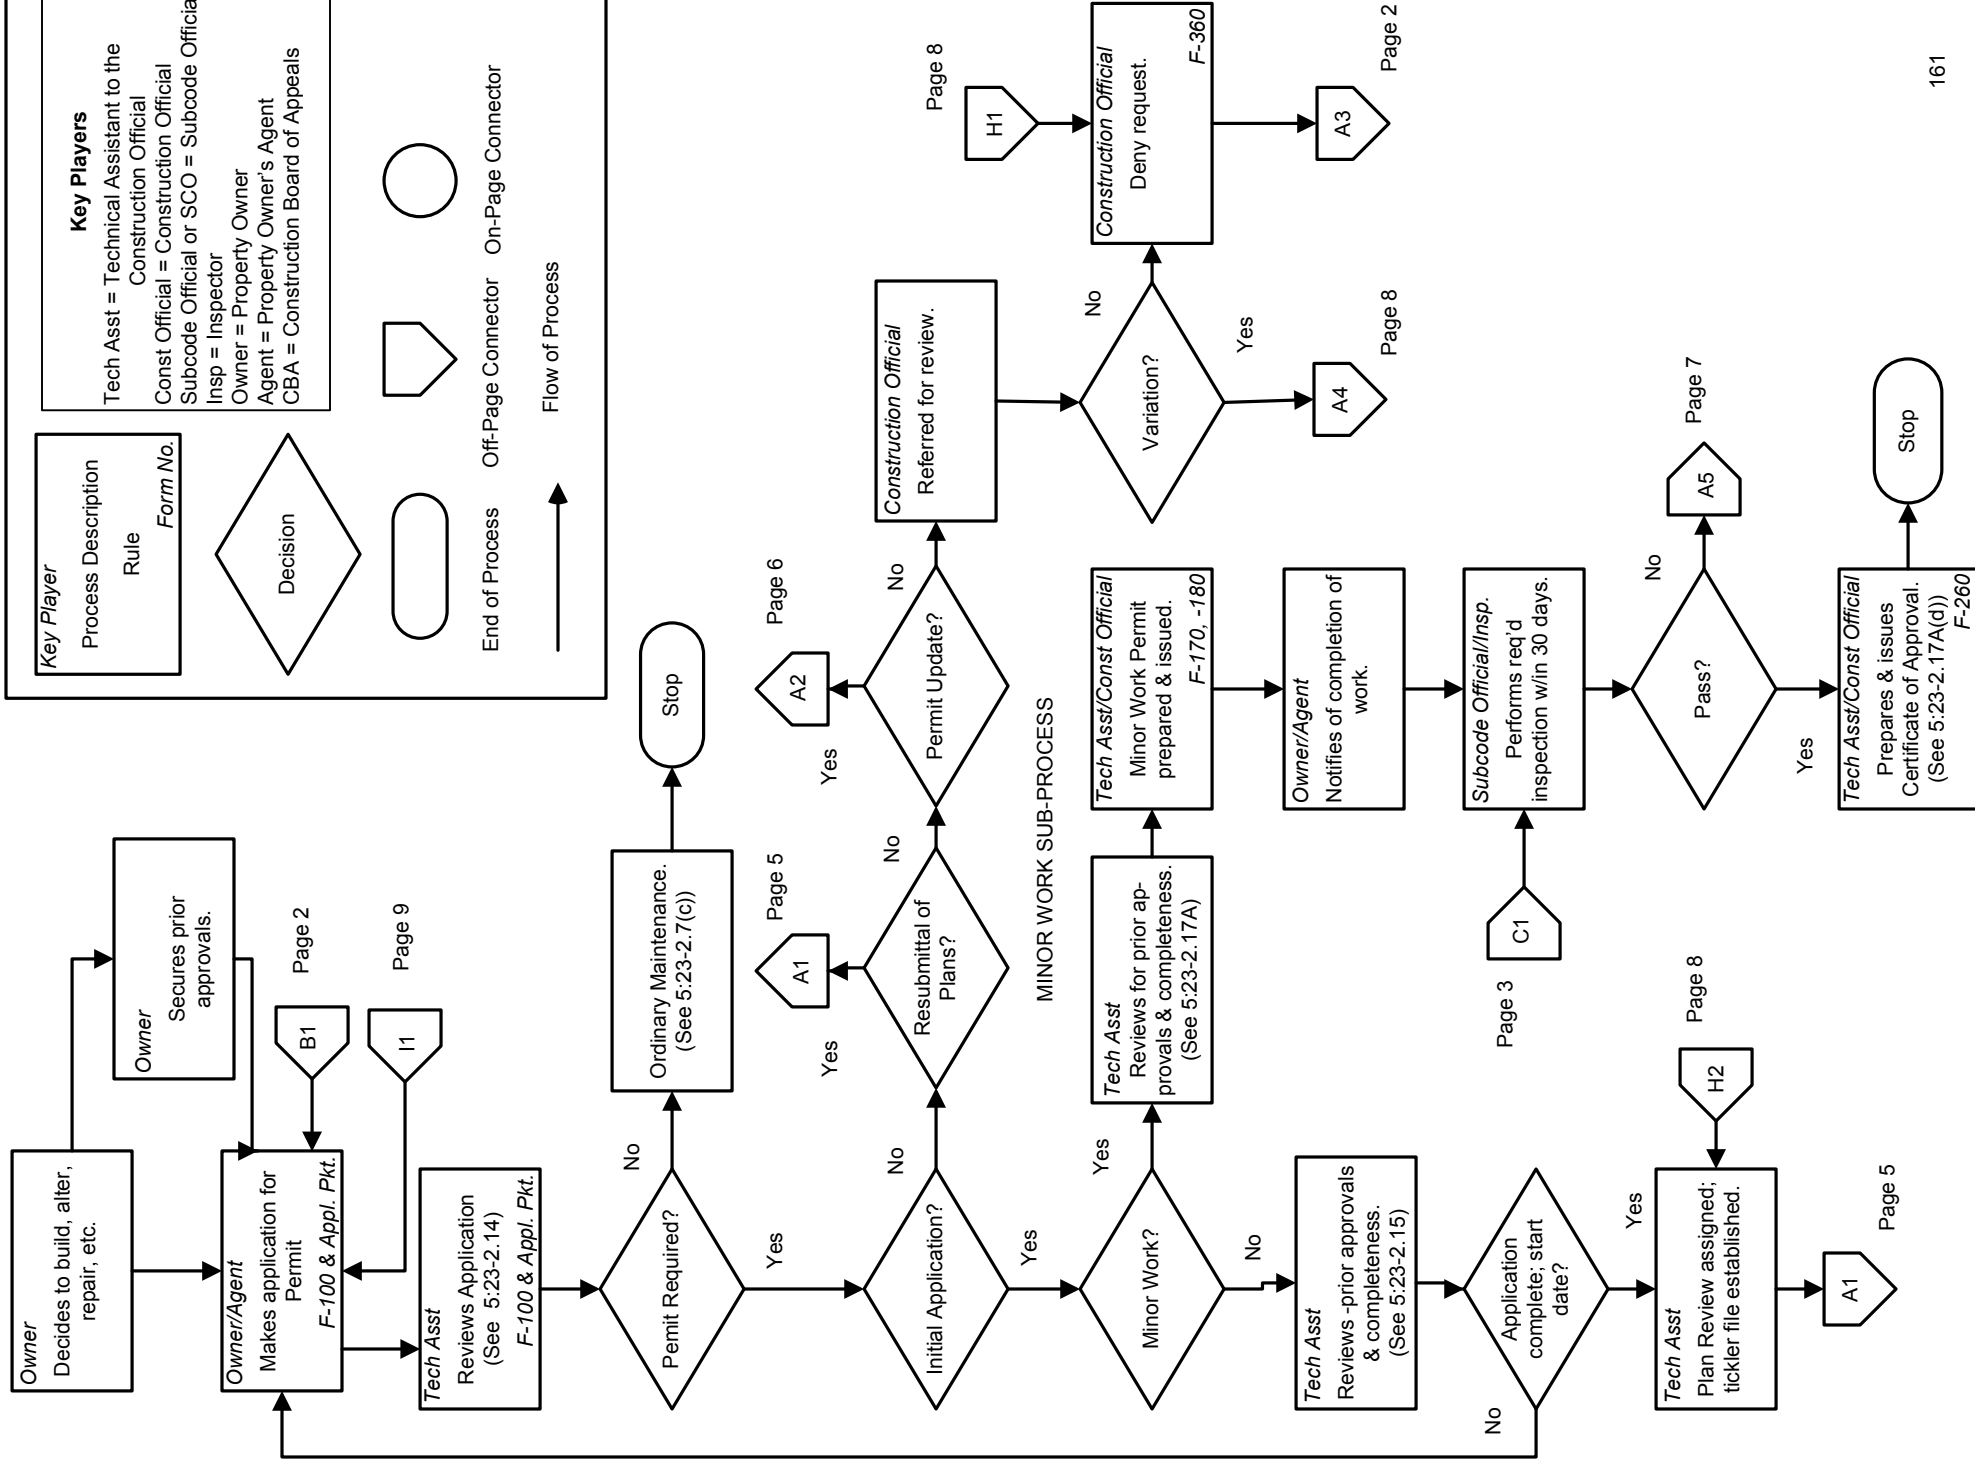 Key Player
Process Description
Rule
Form No.
Key Players
Tech Asst = Technical Assistant to the
Construction Official
Const Official = Construction Official
Subcode Official or SCO = Subcode Officia
Insp = Inspector
Owner = Property Owner
Agent = Property Owner's Agent
CBA = Construction Board of Appeals
Decision
End of Process
Off-Page Connector
On-Page Connector
Flow of Process
Owner
Decides to build, alter,
repair, etc.
Owner
Secures prior
approvals.
Owner/Agent
Makes application for
Permit
F-100 & Appl. Pkt.
B1
Page 2
I1
Page 9
Tech Asst
Reviews Application
(See 5:23-2.14)
F-100 & Appl. Pkt.
Permit Required?
No
Ordinary Maintenance.
(See 5:23-2.7(c))
Stop
Yes
Initial Application?
No
Resubmittal of
Plans?
Yes
A1
Page 5
No
Permit Update?
Yes
A2
Page 6
No
Construction Official
Referred for review.
Variation?
No
Construction Official
Deny request.
F-360
H1
Page 8
A3
Page 2
Yes
A4
Page 8
Yes
MINOR WORK SUB-PROCESS
Minor Work?
Yes
Tech Asst
Reviews for prior ap-
provals & completeness.
(See 5:23-2.17A)
Tech Asst/Const Official
Minor Work Permit
prepared & issued.
F-170, -180
Owner/Agent
Notifies of completion of
work.
Subcode Official/Insp.
Performs req'd
inspection w/in 30 days.
C1
Page 3
Pass?
No
A5
Page 7
Yes
Tech Asst/Const Official
Prepares & issues
Certificate of Approval.
(See 5:23-2.17A(d))
F-260
Stop
No
Tech Asst
Reviews -prior approvals
& completeness.
(See 5:23-2.15)
Application
complete; start
date?
No
Yes
Tech Asst
Plan Review assigned;
tickler file established.
H2
Page 8
A1
Page 5
161